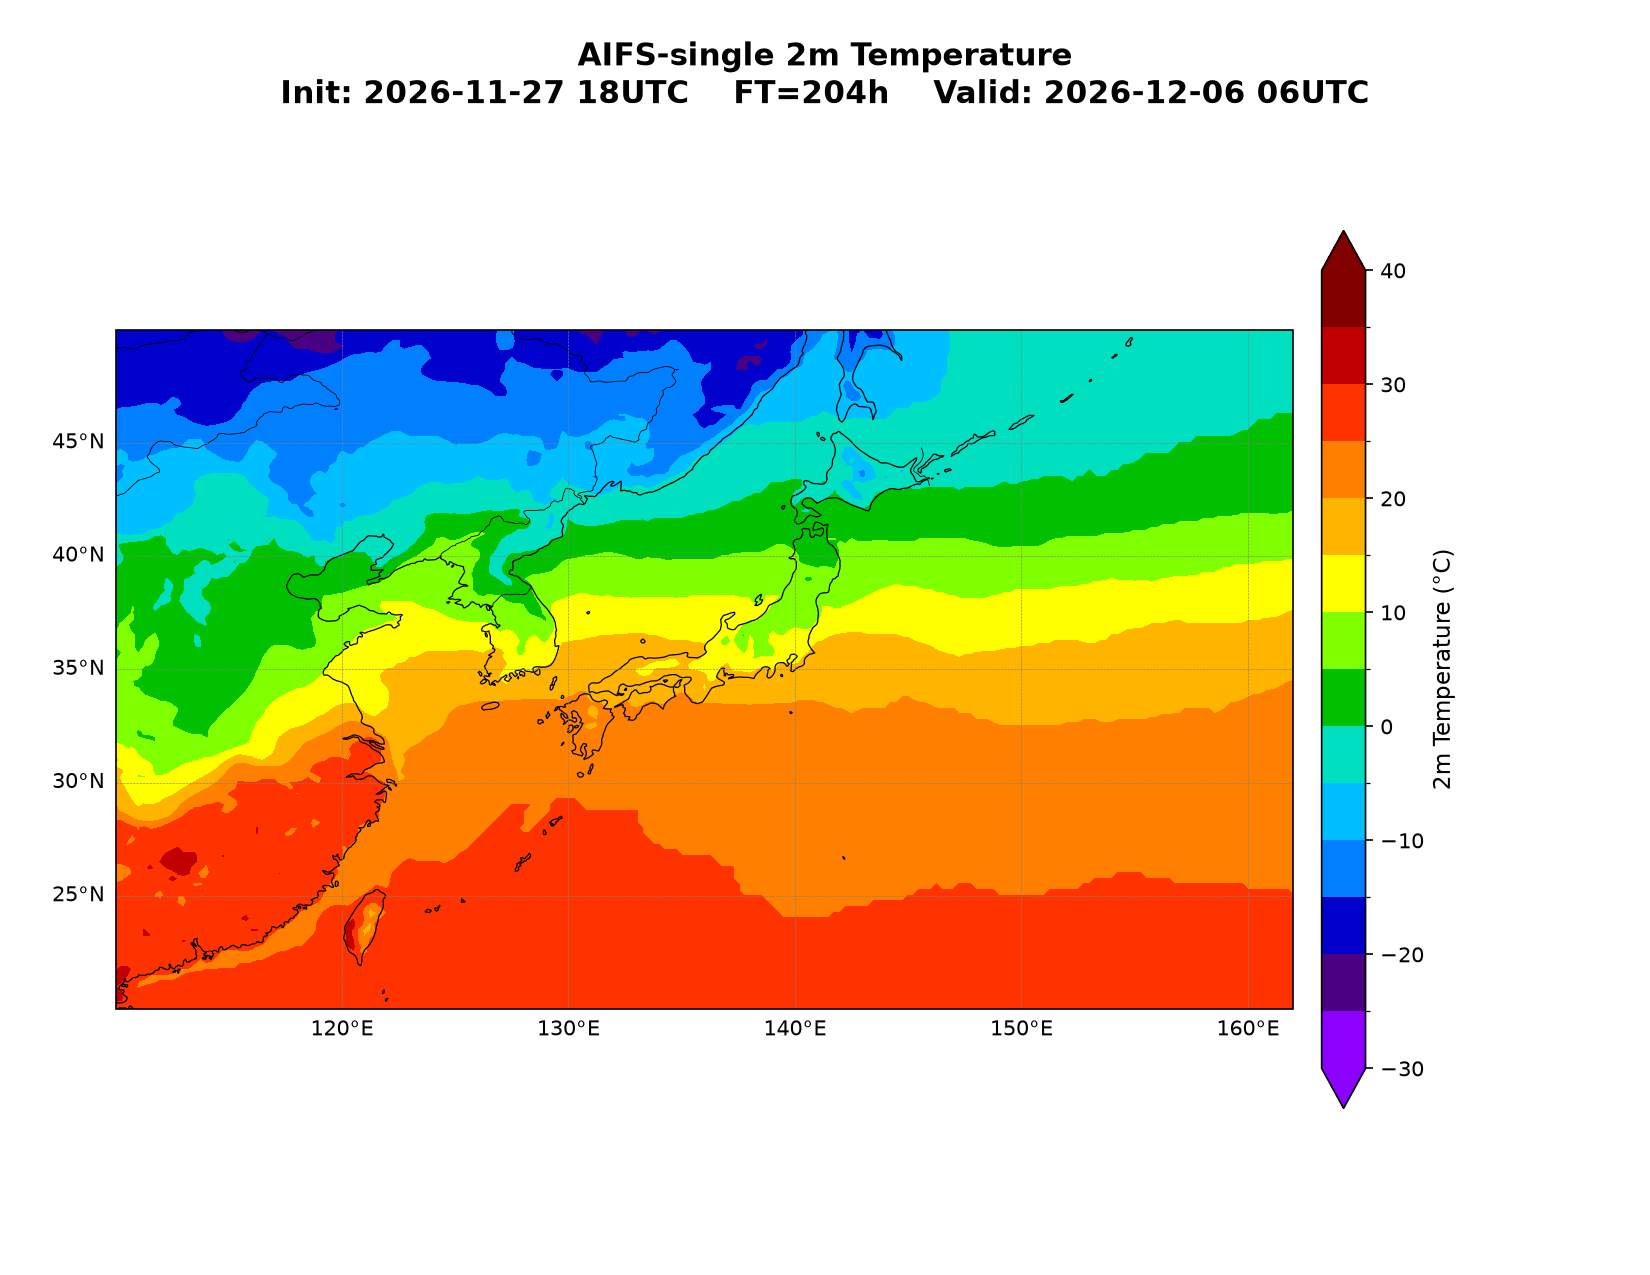 AIFS-single 2m Temperature
Init: 2026-11-27 18UTC    FT=204h    Valid: 2026-12-06 06UTC
45°N
40°N
35°N
30°N
25°N
120°E
130°E
140°E
150°E
160°E
40
30
20
10
0
−10
−20
−30
2m Temperature (°C)